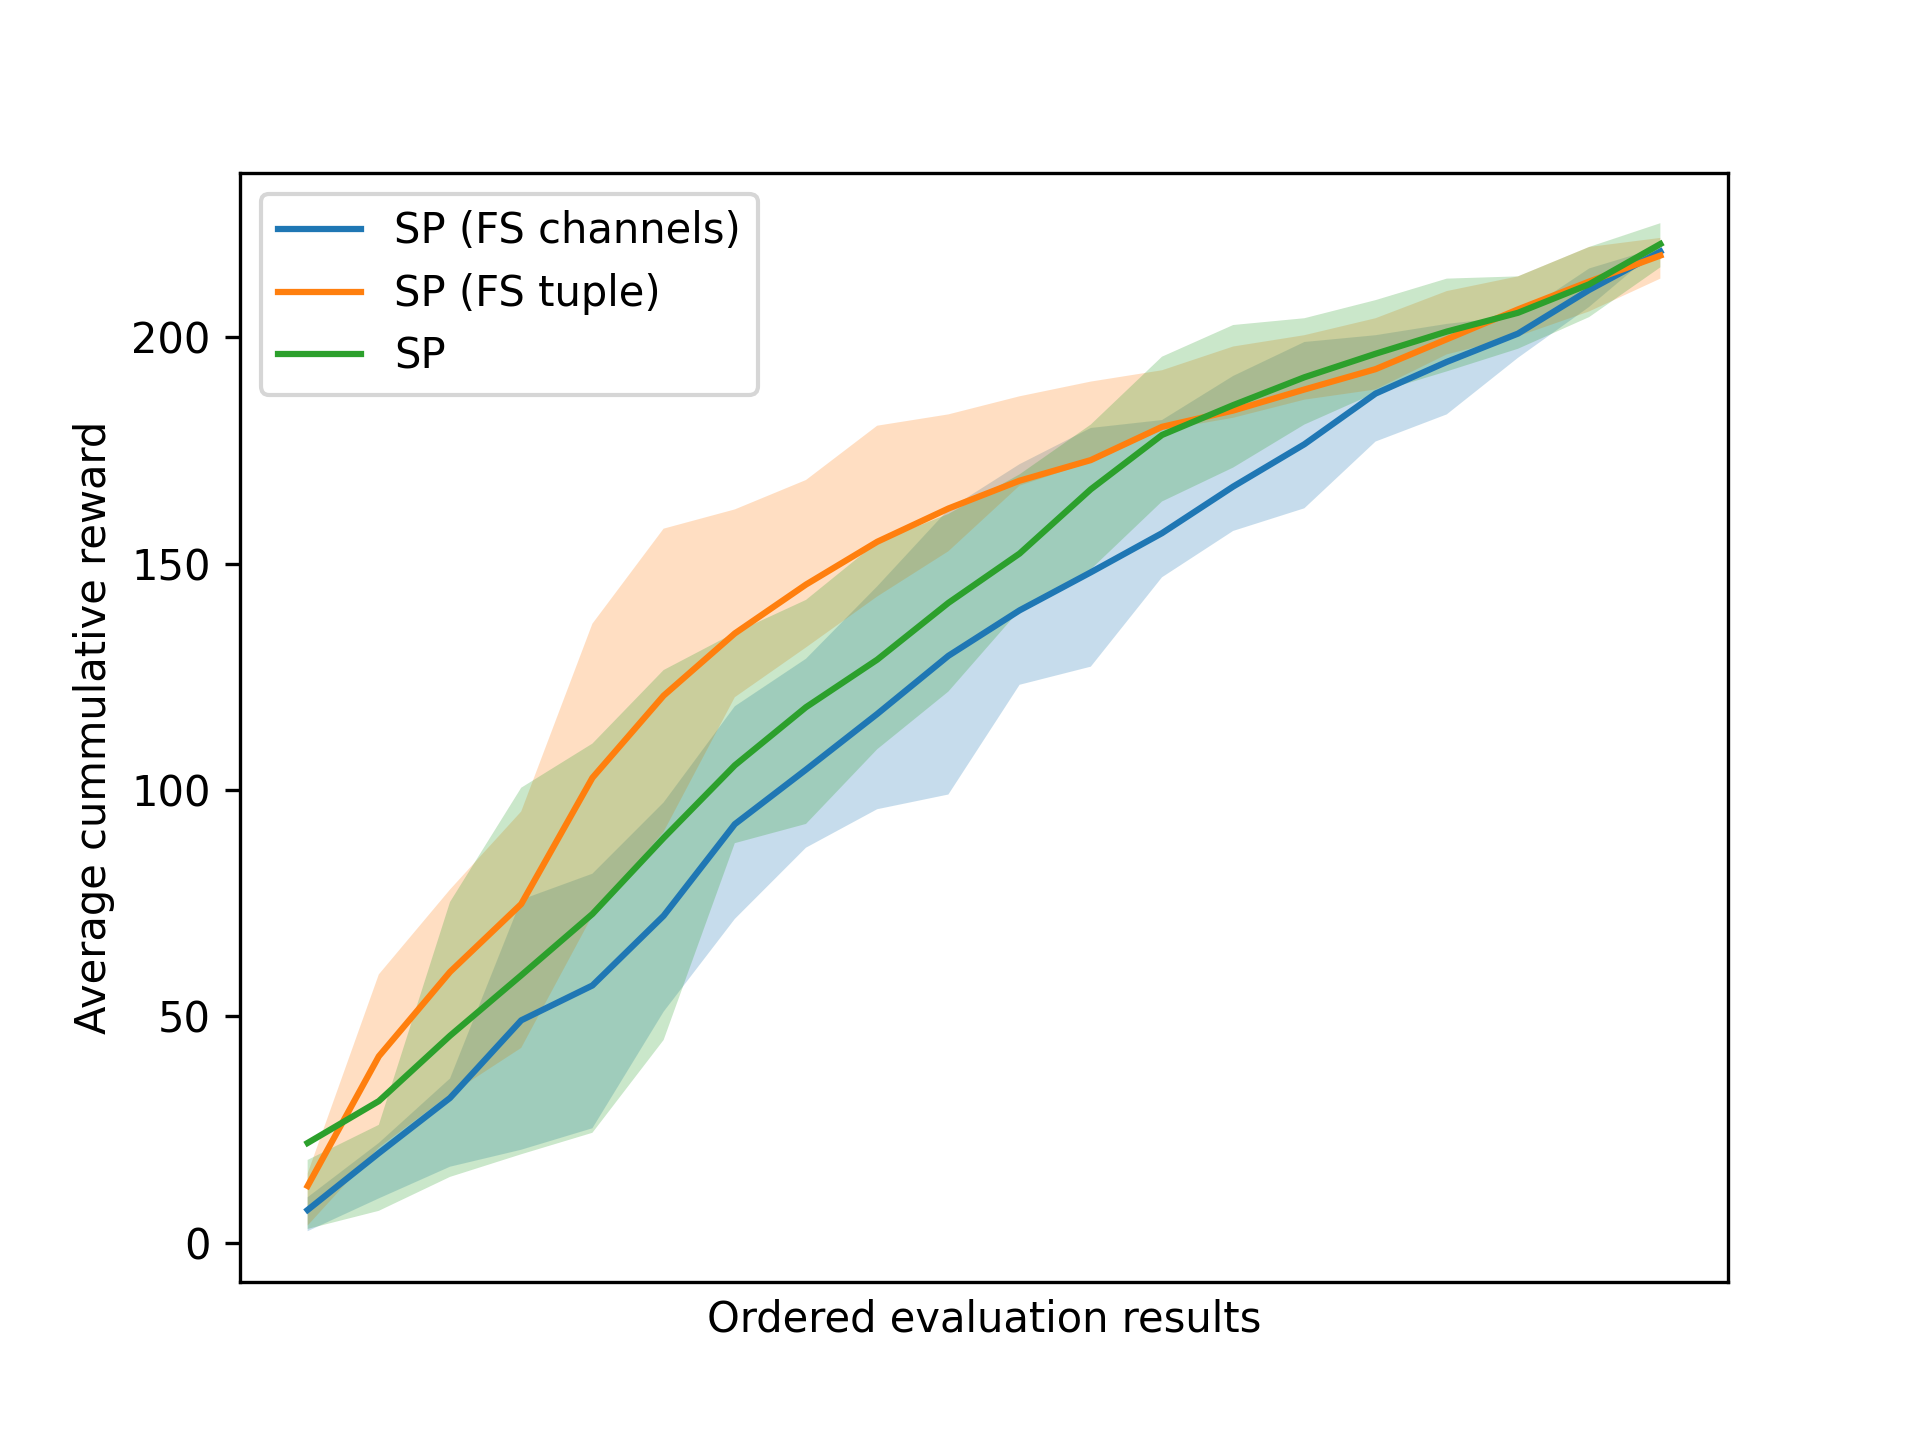 SP (FS channels)
SP (FS tuple)
SP
200
150
100
50
0
Average cummulative reward
Ordered evaluation results